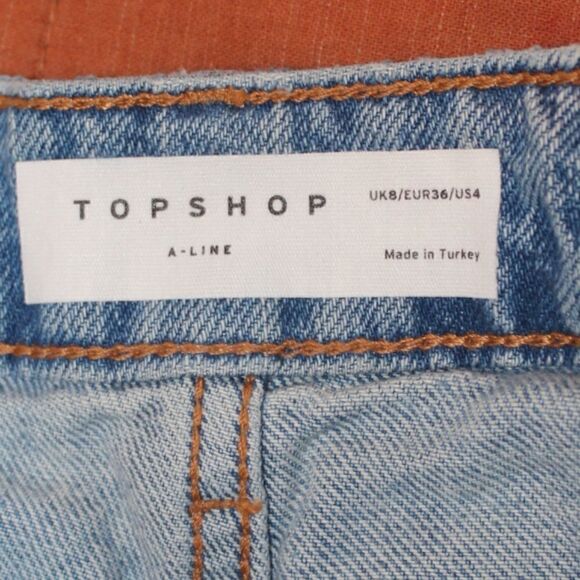 TOPSHOP
A-LINE
UK8/EUR36/US4
Made in Turkey